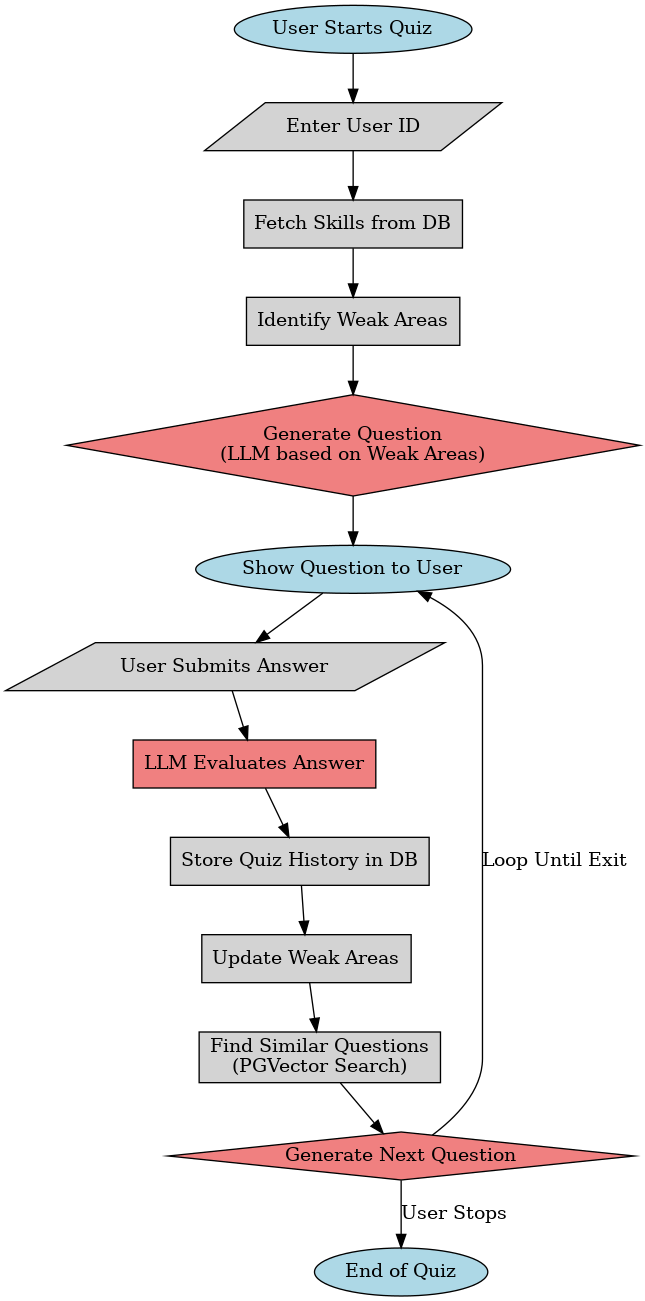 User Starts Quiz
Enter User ID
Fetch Skills from DB
Identify Weak Areas
Generate Question
(LLM based on Weak Areas)
Show Question to User
User Submits Answer
LLM Evaluates Answer
Store Quiz History in DB
Loop Until Exit
Update Weak Areas
Find Similar Questions
(PGVector Search)
Generate Next Question
User Stops
End of Quiz